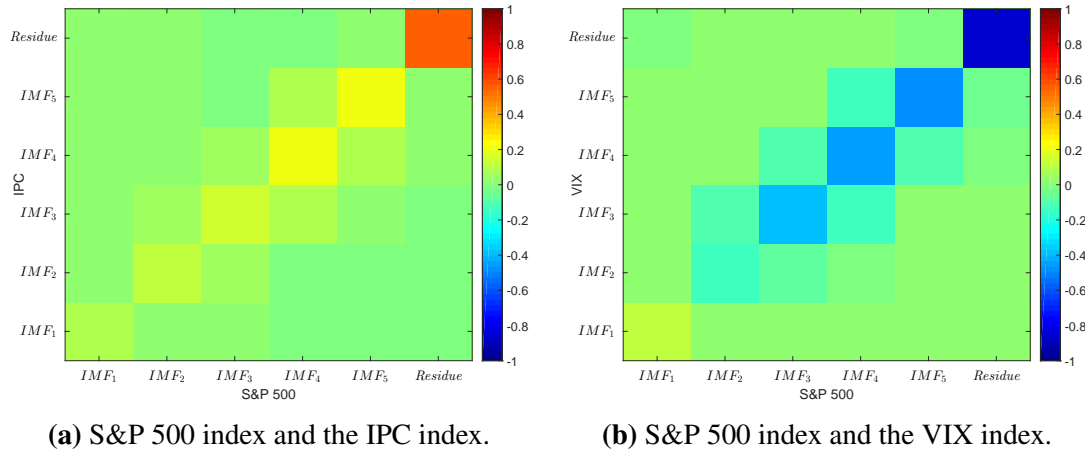 Residue
IMF₅
IMF₄
IMF₃
IMF₂
IMF₁
IPC
IMF₁ IMF₂ IMF₃ IMF₄ IMF₅ Residue
S&P 500
1
0.8
0.6
0.4
0.2
0
-0.2
-0.4
-0.6
-0.8
-1
(a) S&P 500 index and the IPC index.
Residue
IMF₅
IMF₄
IMF₃
IMF₂
IMF₁
VIX
IMF₁ IMF₂ IMF₃ IMF₄ IMF₅ Residue
S&P 500
1
0.8
0.6
0.4
0.2
0
-0.2
-0.4
-0.6
-0.8
-1
(b) S&P 500 index and the VIX index.